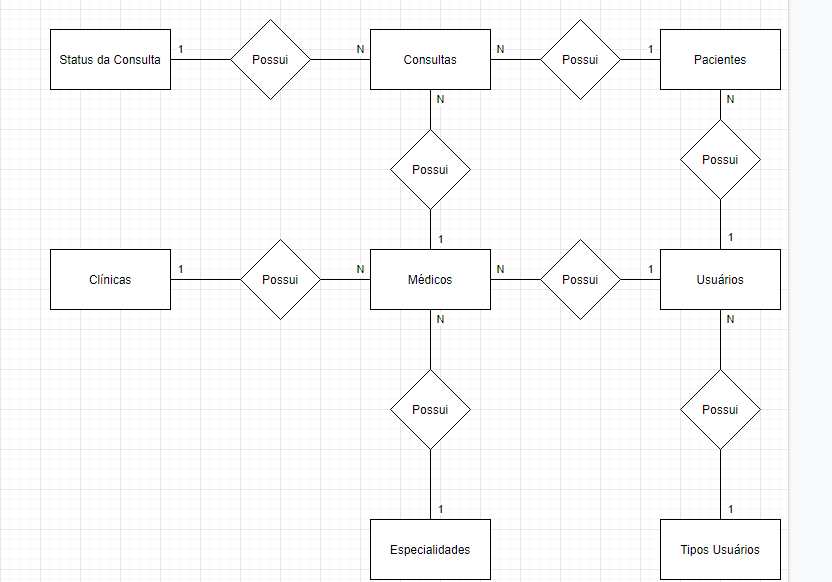 Status da Consulta 1 Possui N Consultas N Possui 1 Pacientes
N N
Possui Possui
1 1
Clínicas 1 Possui N Médicos N Possui 1 Usuários
N N
Possui Possui
1 1
Especialidades Tipos Usuários